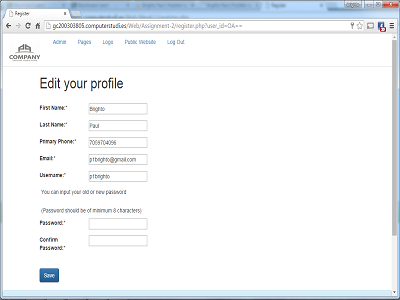 Register
gc200303805.computerstudi.es/Web/Assignment-2/register.php?user_id=OA==
Admin Pages Logs Public Website Log Out
COMPANY
Edit your profile
First Name:* Brighto
Last Name:* Paul
Primary Phone:* 7059704096
Email:* p1brighto@gmail.com
Username:* p1brighto
You can input your old or new password
(Password should be of minimum 8 characters)
Password:*
Confirm
Password:*
Save